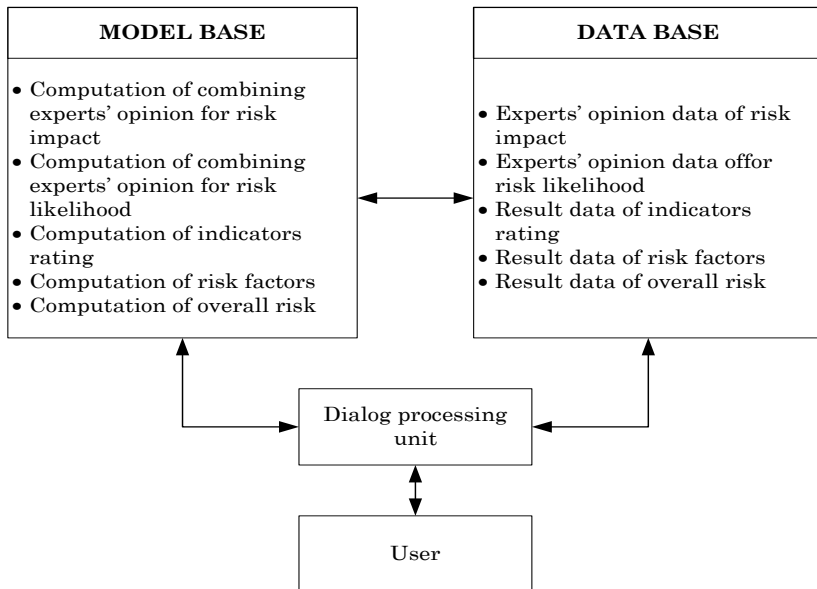 MODEL BASE
• Computation of combining
experts' opinion for risk
impact
• Computation of combining
experts' opinion for risk
likelihood
• Computation of indicators
rating
• Computation of risk factors
• Computation of overall risk
DATA BASE
• Experts' opinion data of risk
impact
• Experts' opinion data offor
risk likelihood
• Result data of indicators
rating
• Result data of risk factors
• Result data of overall risk
Dialog processing
unit
User